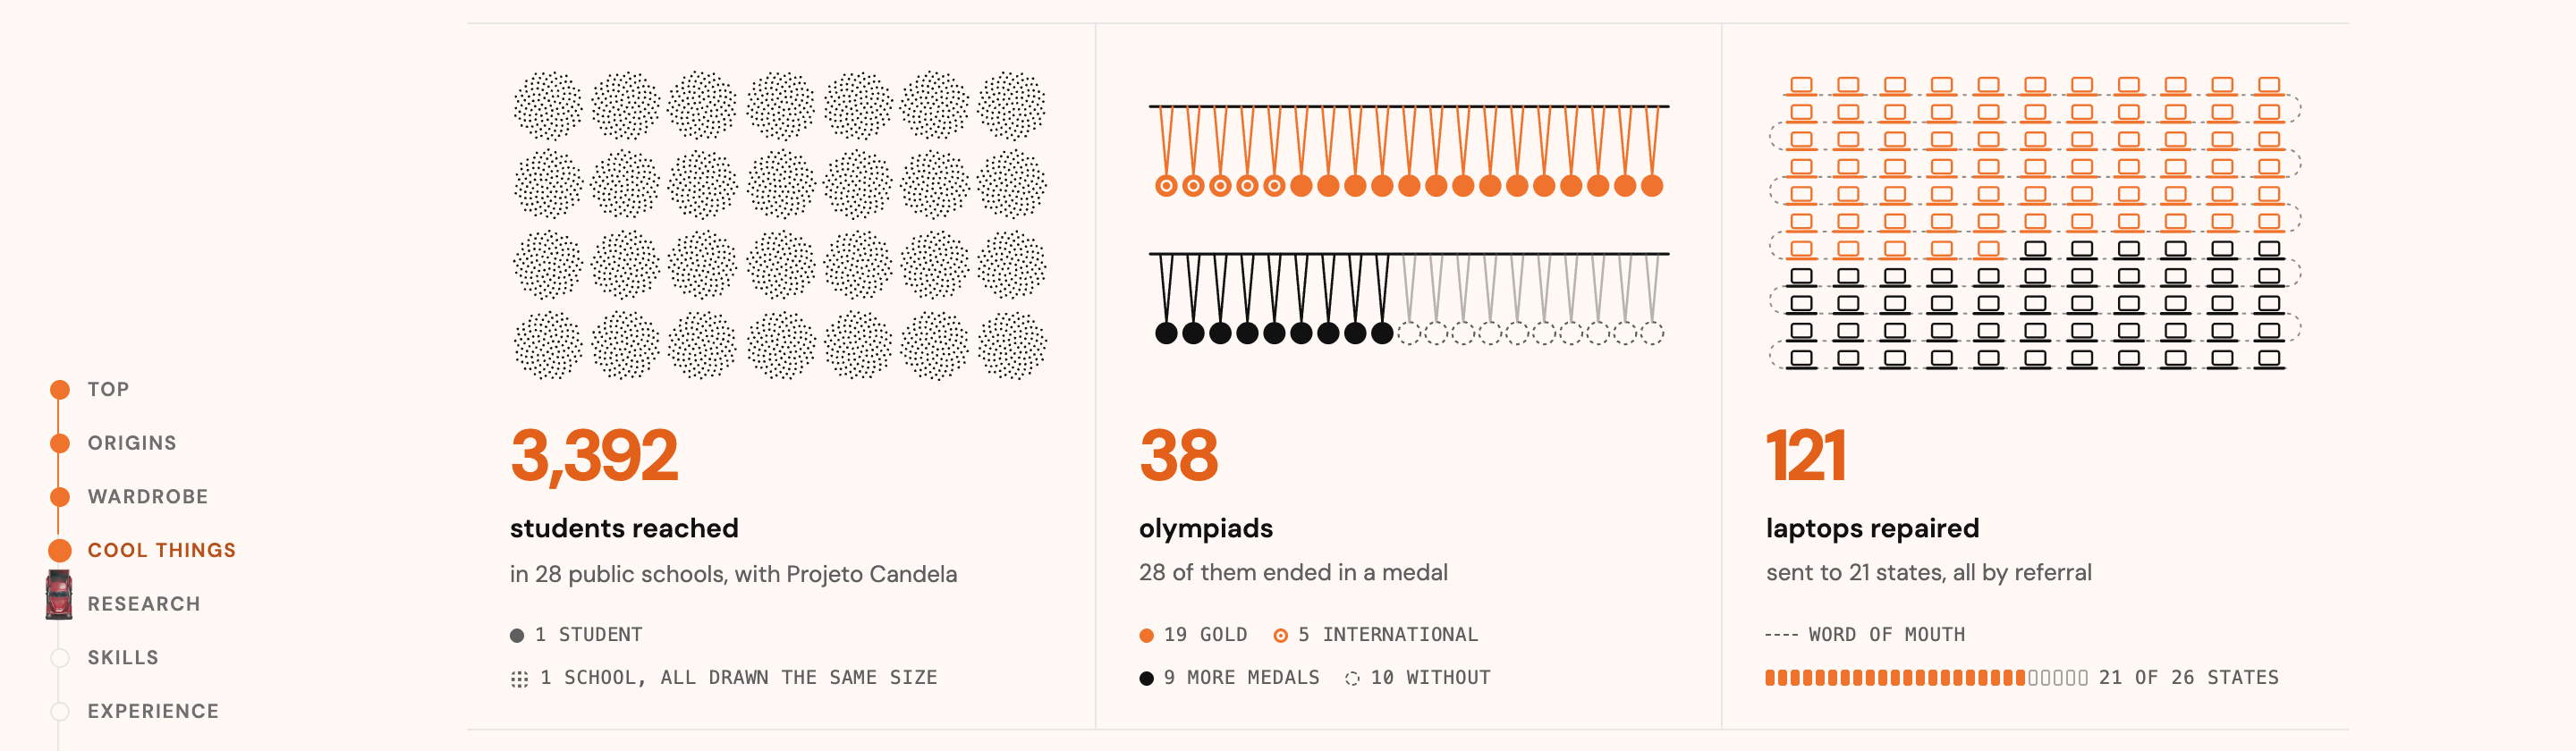 TOP
ORIGINS
WARDROBE
COOL THINGS
RESEARCH
SKILLS
EXPERIENCE
3,392
students reached
in 28 public schools, with Projeto Candela
1 STUDENT
1 SCHOOL, ALL DRAWN THE SAME SIZE
38
olympiads
28 of them ended in a medal
19 GOLD 5 INTERNATIONAL
9 MORE MEDALS 10 WITHOUT
121
laptops repaired
sent to 21 states, all by referral
WORD OF MOUTH
21 OF 26 STATES